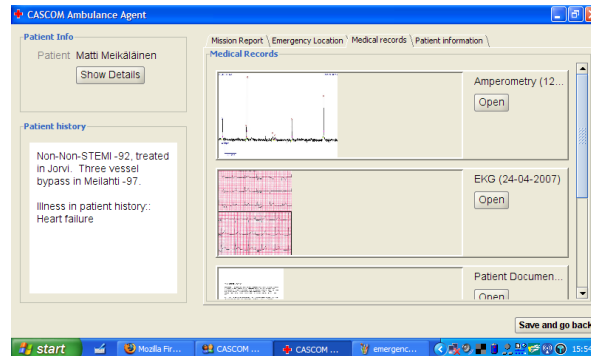 CASCOM Ambulance Agent
Patient Info
Patient Matti Meikäläinen
Show Details
Patient history
Non-Non-STEMI -92, treated
in Jorvi. Three vessel
bypass in Meilahti -97.
Illness in patient history::
Heart failure
Mission Report Emergency Location Medical records Patient information
Medical Records
Amperometry (12...
Open
EKG (24-04-2007)
Open
Patient Documen...
Open
Save and go back
start Mozilla Fir... CASCOM ... CASCOM ... emergenc... 15:54